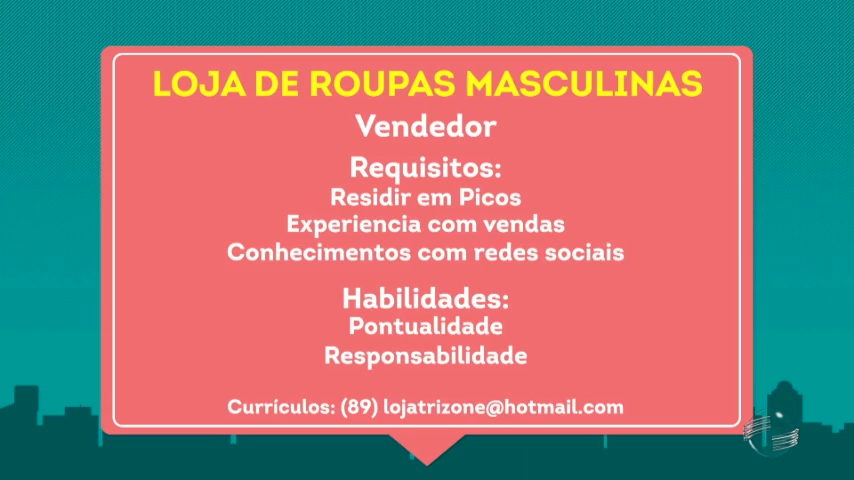 LOJA DE ROUPAS MASCULINAS
Vendedor
Requisitos:
Residir em Picos
Experiencia com vendas
Conhecimentos com redes sociais
Habilidades:
Pontualidade
Responsabilidade
Currículos: (89) lojatrizone@hotmail.com